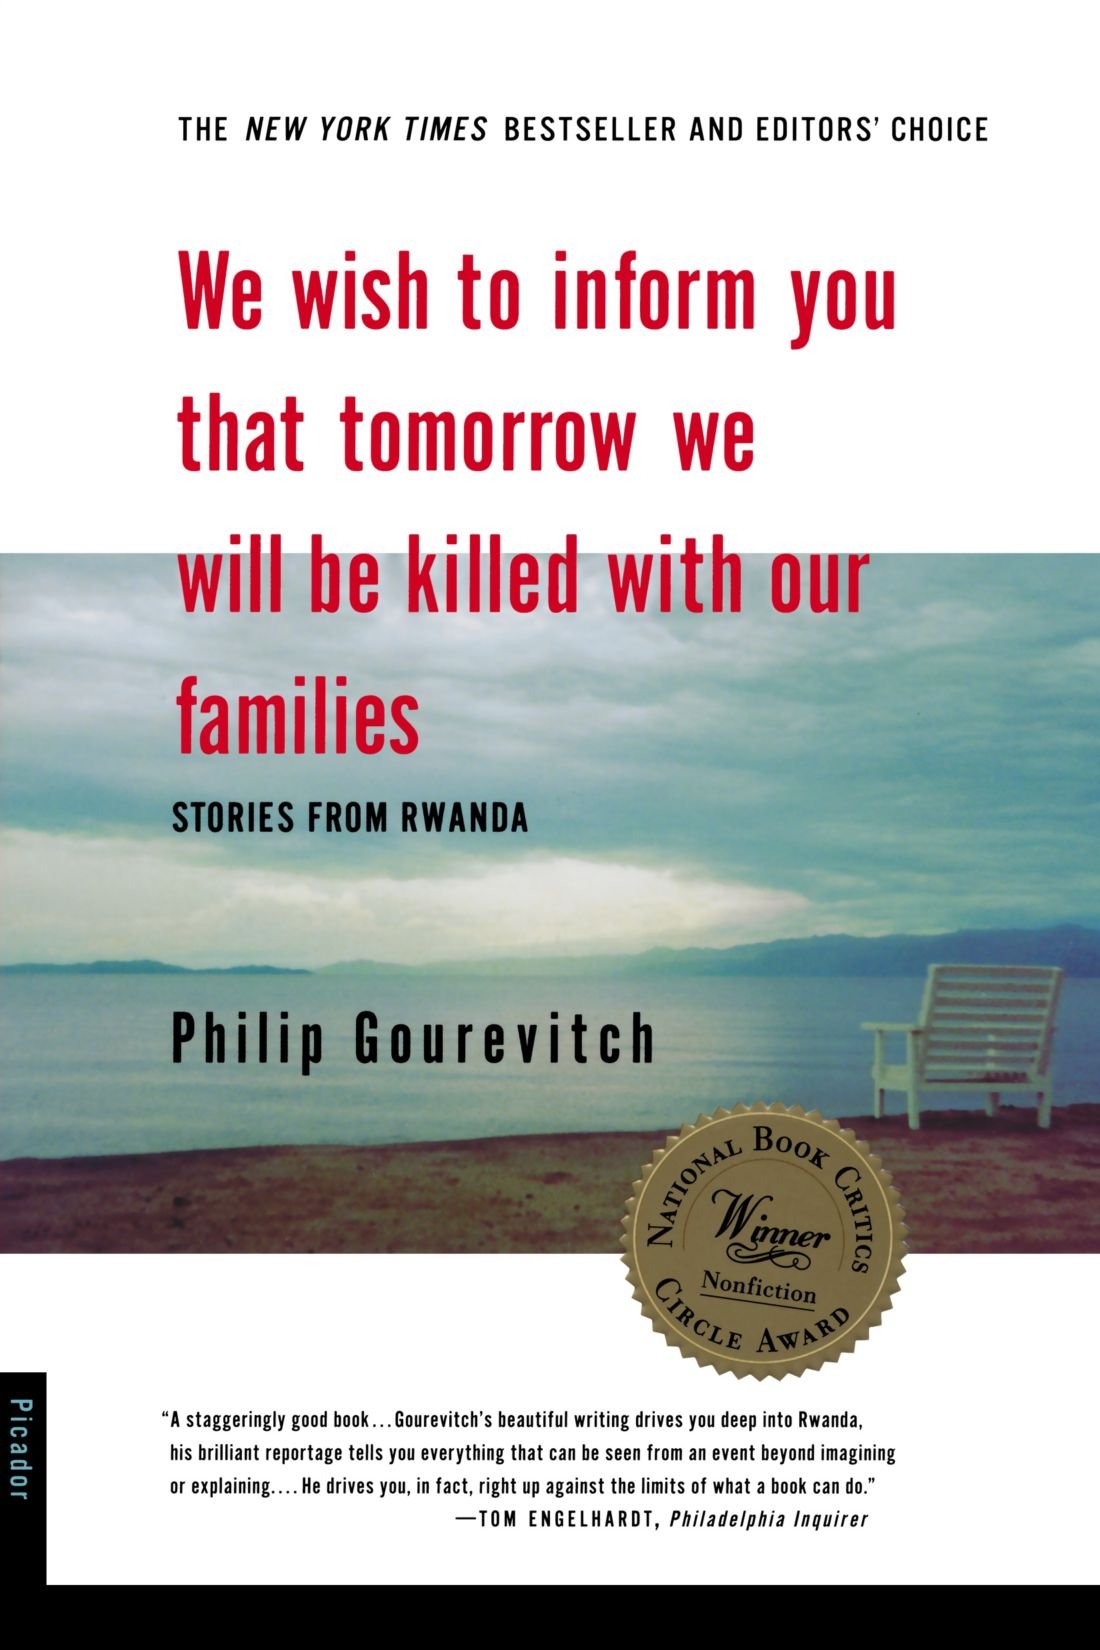 THE NEW YORK TIMES BESTSELLER AND EDITORS’ CHOICE
We wish to inform you
that tomorrow we
will be killed with our
families
STORIES FROM RWANDA
Philip Gourevitch
NATIONAL BOOK CRITICS
Winner
Nonfiction
CIRCLE AWARD
“A staggeringly good book...Gourevitch’s beautiful writing drives you deep into Rwanda,
his brilliant reportage tells you everything that can be seen from an event beyond imagining
or explaining....He drives you, in fact, right up against the limits of what a book can do.”
—TOM ENGELHARDT, Philadelphia Inquirer
Picador